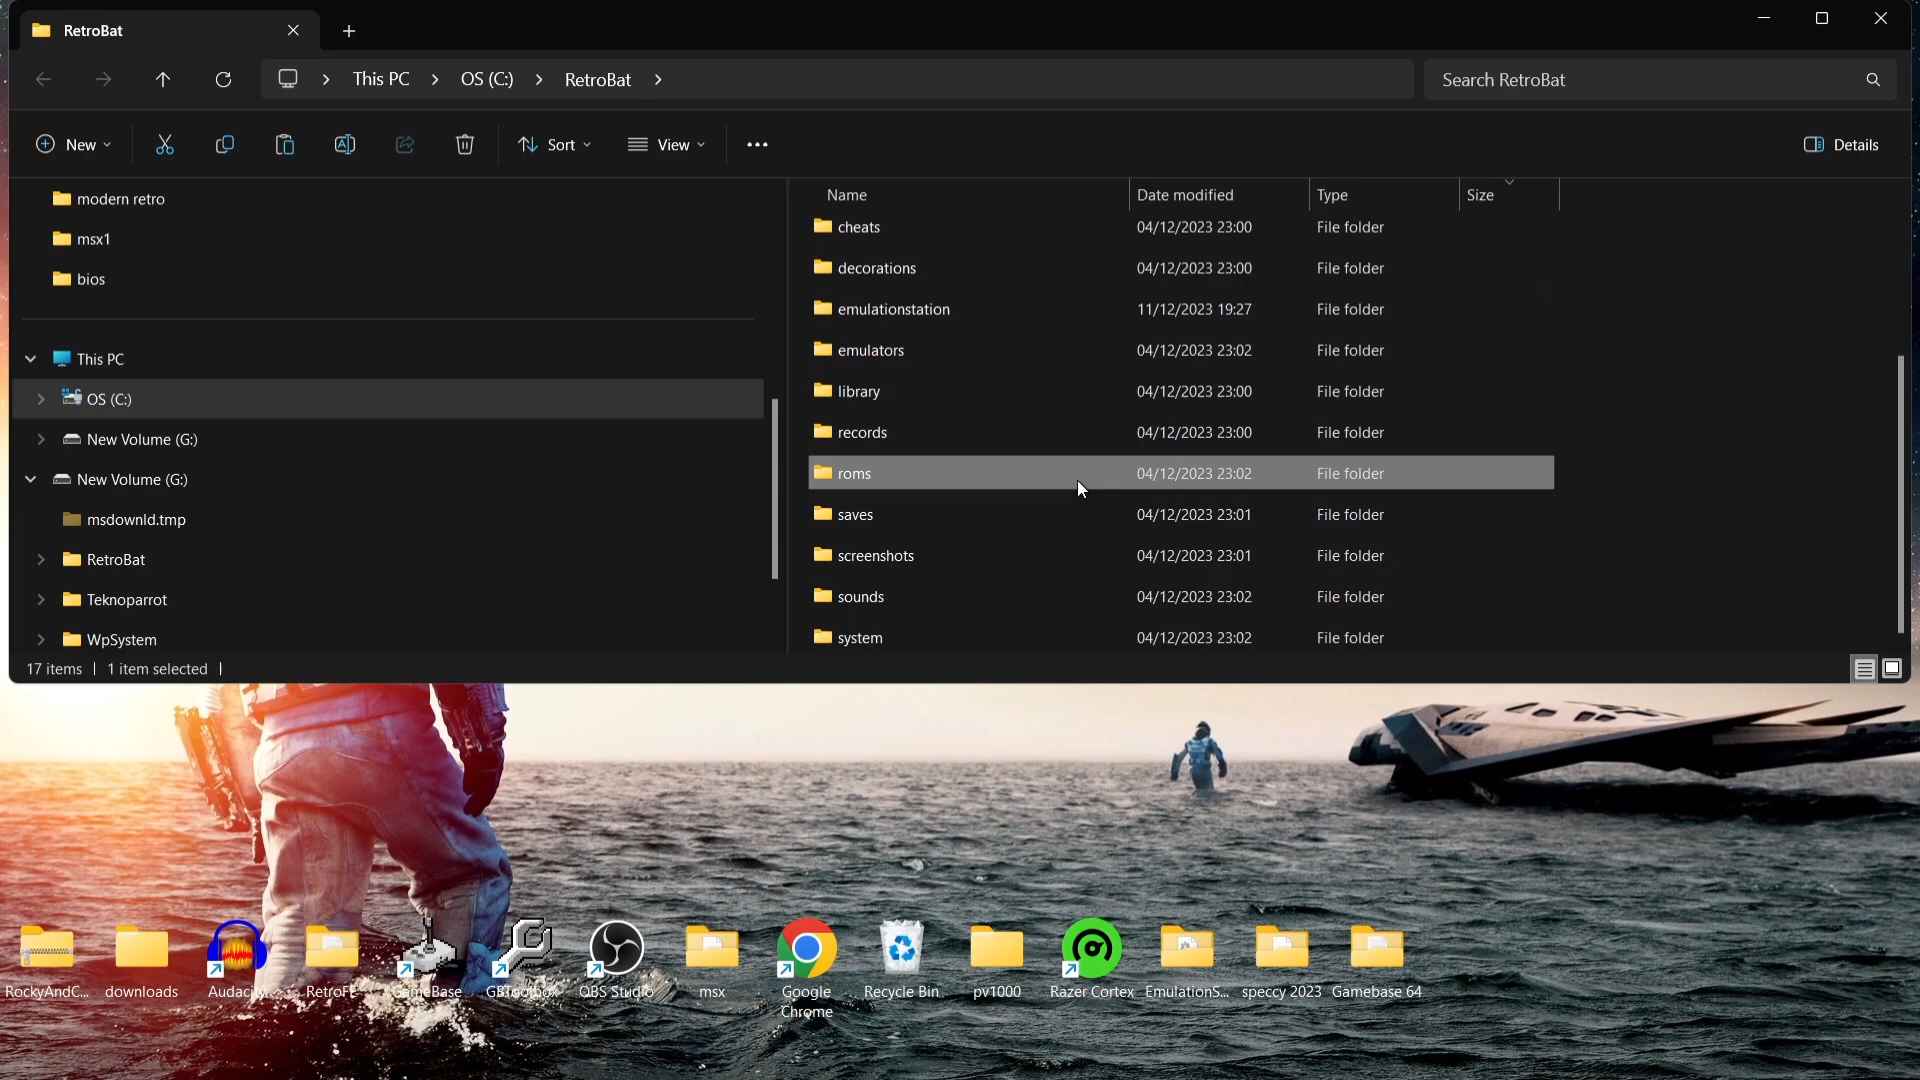 RetroBat
This PC
OS (C:)
RetroBat
Search RetroBat
New
Sort
View
Details
modern retro
msx1
bios
This PC
OS (C:)
New Volume (G:)
New Volume (G:)
msdownld.tmp
RetroBat
Teknoparrot
WpSystem
Name Date modified Type Size
cheats 04/12/2023 23:00 File folder
decorations 04/12/2023 23:00 File folder
emulationstation 11/12/2023 19:27 File folder
emulators 04/12/2023 23:02 File folder
library 04/12/2023 23:00 File folder
records 04/12/2023 23:00 File folder
roms 04/12/2023 23:02 File folder
saves 04/12/2023 23:01 File folder
screenshots 04/12/2023 23:01 File folder
sounds 04/12/2023 23:02 File folder
system 04/12/2023 23:02 File folder
17 items 1 item selected
RockyAndC...
downloads
Audacity
RetroFE
GameBase
GBToolbox
OBS Studio
msx
Google
Chrome
Recycle Bin
pv1000
Razer Cortex
EmulationS...
speccy 2023
Gamebase 64